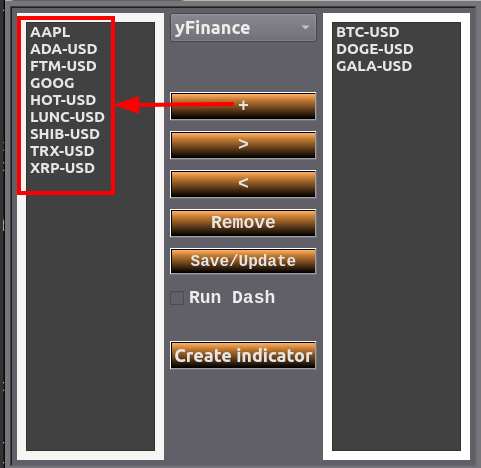 AAPL
ADA-USD
FTM-USD
GOOG
HOT-USD
LUNC-USD
SHIB-USD
TRX-USD
XRP-USD
yFinance
+
>
<
Remove
Save/Update
Run Dash
Create indicator
BTC-USD
DOGE-USD
GALA-USD